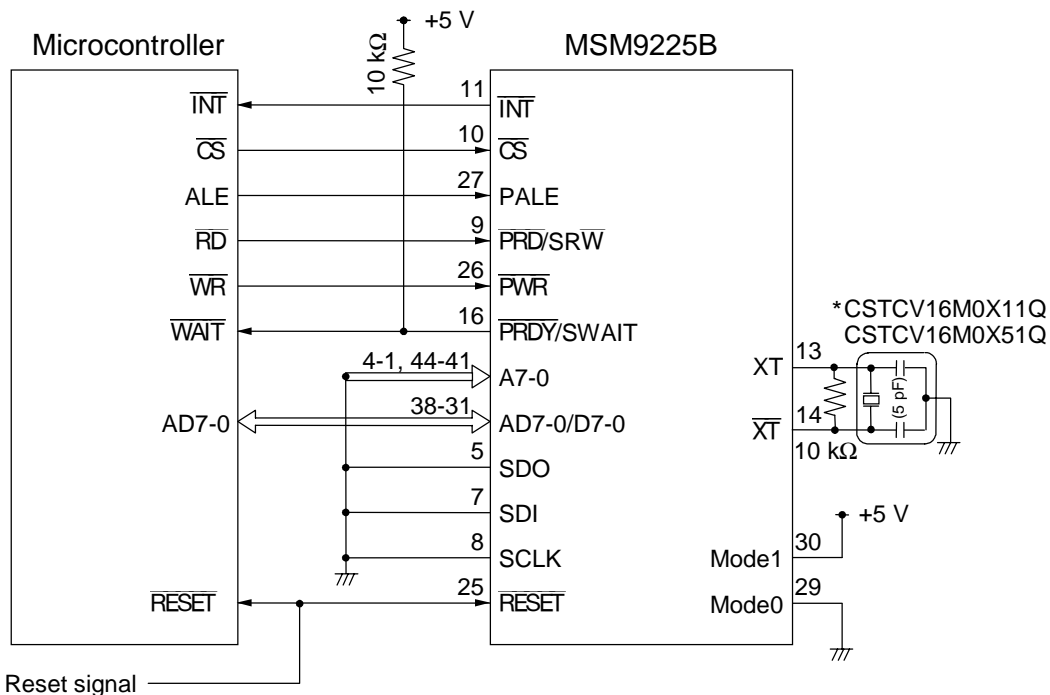 +5 V
Microcontroller
MSM9225B
10 kΩ
INT
11
INT
CS
10
CS
ALE
27
PALE
RD
9
PRD/SRW
WR
26
PWR
WAIT
16
PRDY/SWAIT
*CSTCV16M0X11Q
CSTCV16M0X51Q
4-1, 44-41
A7-0
XT
13
(5 pF)
AD7-0
38-31
AD7-0/D7-0
XT
14
10 kΩ
5
SDO
7
SDI
+5 V
8
SCLK
Mode1
30
RESET
25
RESET
Mode0
29
Reset signal